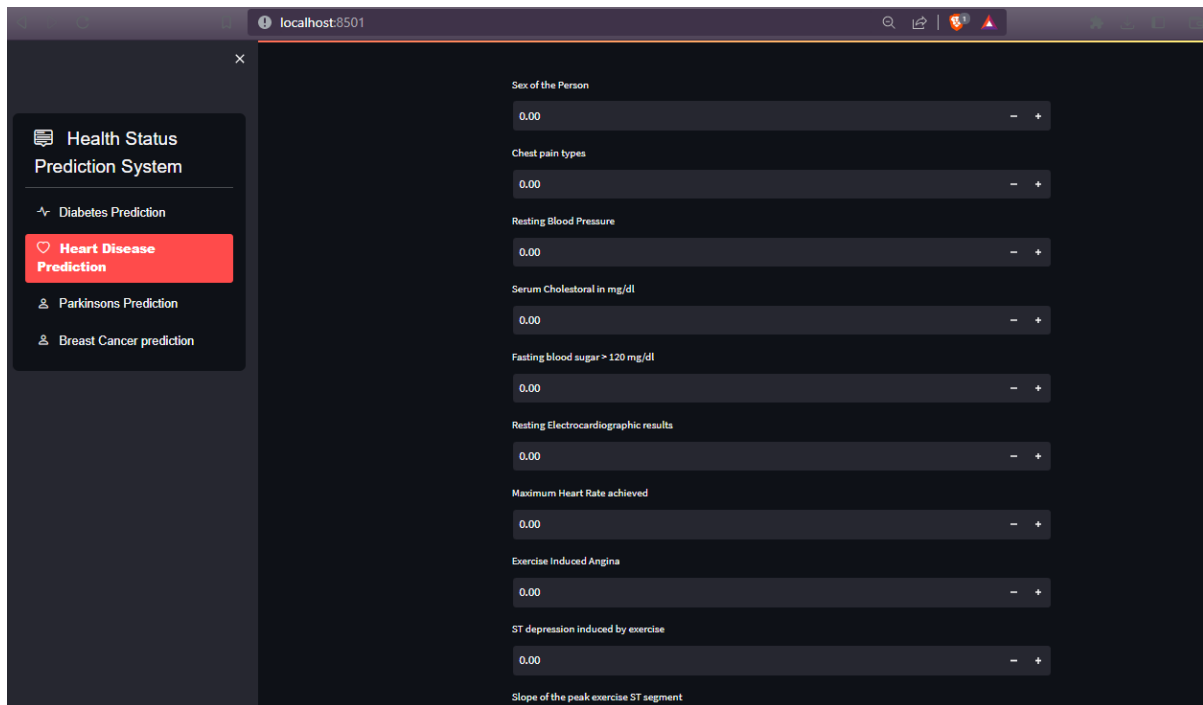 localhost:8501
1
×
Health Status
Prediction System
Diabetes Prediction
Heart Disease
Prediction
Parkinsons Prediction
Breast Cancer prediction
Sex of the Person
0.00 − +
Chest pain types
0.00 − +
Resting Blood Pressure
0.00 − +
Serum Cholestoral in mg/dl
0.00 − +
Fasting blood sugar > 120 mg/dl
0.00 − +
Resting Electrocardiographic results
0.00 − +
Maximum Heart Rate achieved
0.00 − +
Exercise Induced Angina
0.00 − +
ST depression induced by exercise
0.00 − +
Slope of the peak exercise ST segment